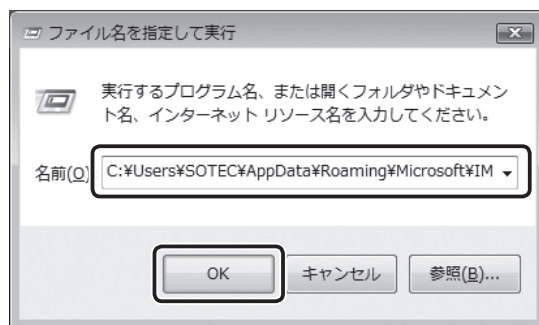 ファイル名を指定して実行
実行するプログラム名、または開くフォルダやドキュメン
ト名、インターネット リソース名を入力してください。
名前(O) C:¥Users¥SOTEC¥AppData¥Roaming¥Microsoft¥IM
OK キャンセル 参照(B)...